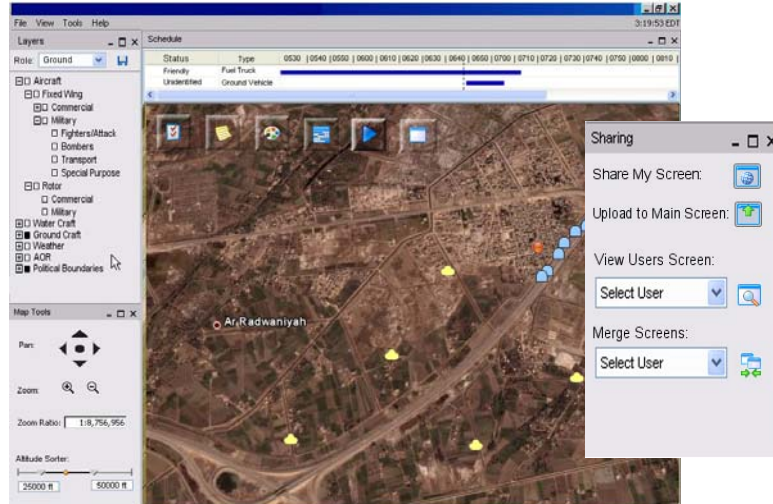 File View Tools Help
3:19:53 EDT
Layers
Role: Ground
Aircraft
Fixed Wing
Commercial
Military
Fighters/Attack
Bombers
Transport
Special Purpose
Rotor
Commercial
Military
Water Craft
Ground Craft
Weather
AOR
Political Boundaries
Map Tools
Pan:
Zoom:
Zoom Ratio: 1:8,756,956
Altitude Sorter:
25000 ft 50000 ft
Schedule
Status Type 0530 |0540 |0550 | 0600 | 0610 | 0620 |0630 | 0640 | 0650 | 0700 | 0710 | 0720 | 0730 |0740 | 0750 | 0800 | 0810 |
Friendly Fuel Truck
Unidentified Ground Vehicle
Ar Radwaniyah
Sharing
Share My Screen:
Upload to Main Screen:
View Users Screen:
Select User
Merge Screens:
Select User